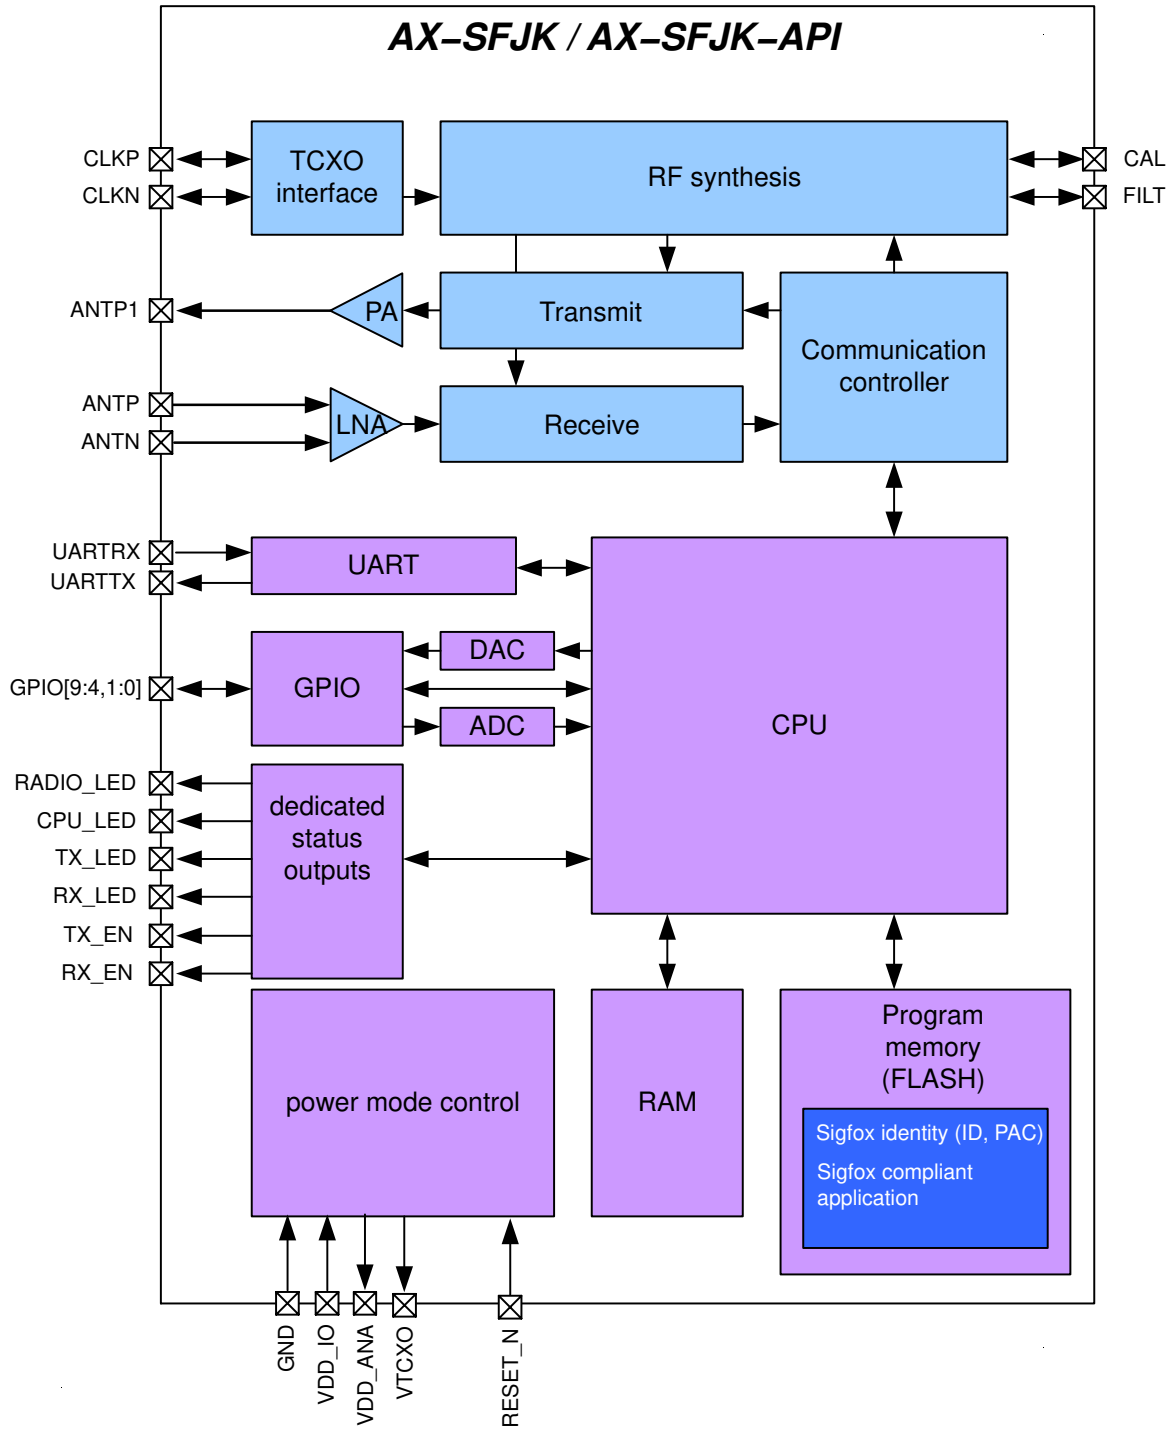 AX–SFJK / AX–SFJK–API
CLKP
CLKN
TCXO
interface
RF synthesis
CAL
FILT
ANTP1
PA
Transmit
Communication
controller
ANTP
ANTN
LNA
Receive
UARTRX
UARTTX
UART
CPU
GPIO[9:4,1:0]
GPIO
DAC
ADC
RADIO_LED
CPU_LED
TX_LED
RX_LED
TX_EN
RX_EN
dedicated
status
outputs
power mode control
RAM
Program
memory
(FLASH)
Sigfox identity (ID, PAC)
Sigfox compliant
application
GND
VDD_IO
VDD_ANA
VTCXO
RESET_N